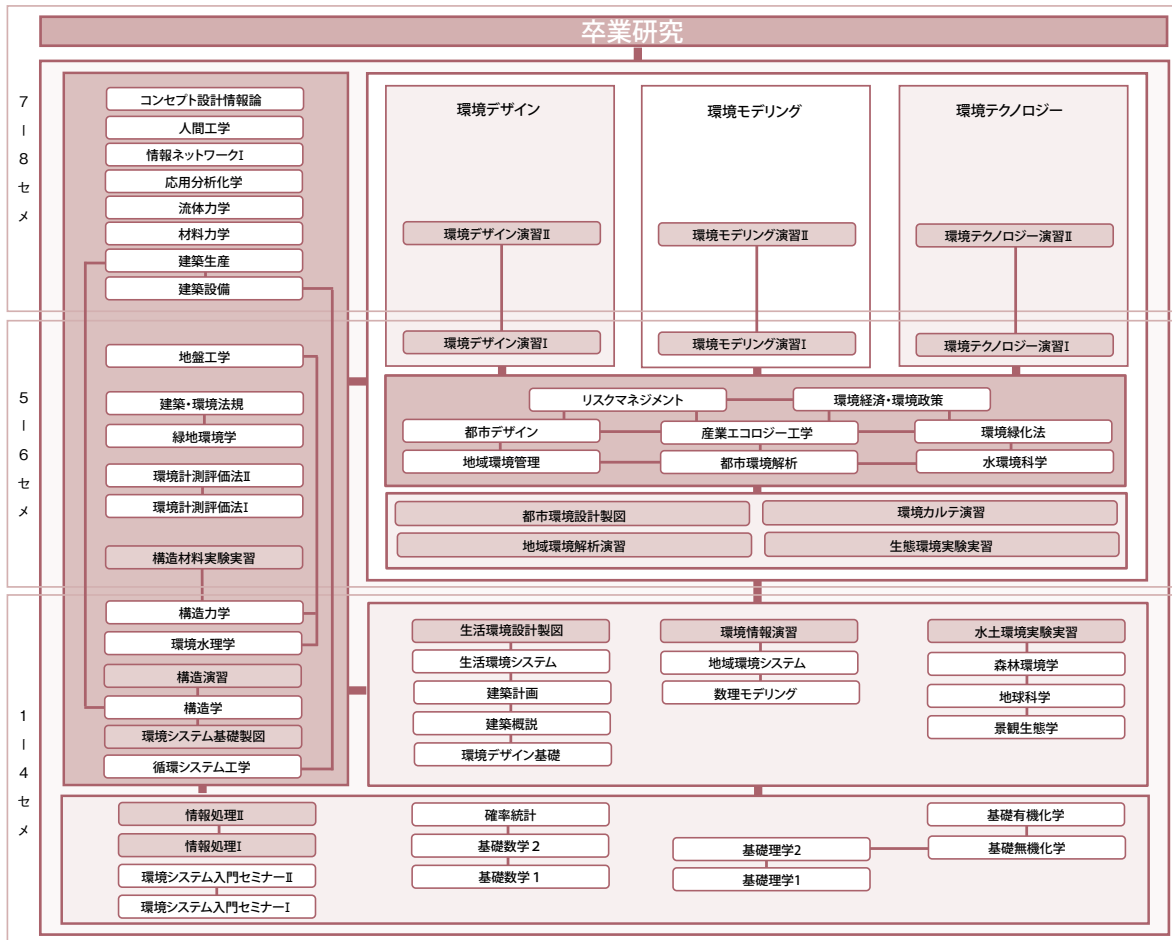 卒業研究
7ー8セメ
コンセプト設計情報論
人間工学
情報ネットワークⅠ
応用分析化学
流体力学
材料力学
建築生産
建築設備
環境デザイン
環境モデリング
環境テクノロジー
環境デザイン演習Ⅱ
環境モデリング演習Ⅱ
環境テクノロジー演習Ⅱ
5ー6セメ
地盤工学
建築・環境法規
緑地環境学
環境計測評価法Ⅱ
環境計測評価法Ⅰ
構造材料実験実習
環境デザイン演習Ⅰ
環境モデリング演習Ⅰ
環境テクノロジー演習Ⅰ
リスクマネジメント
環境経済・環境政策
都市デザイン
産業エコロジー工学
環境緑化法
地域環境管理
都市環境解析
水環境科学
都市環境設計製図
環境カルテ演習
地域環境解析演習
生態環境実験実習
1ー4セメ
構造力学
環境水理学
構造演習
構造学
環境システム基礎製図
循環システム工学
生活環境設計製図
生活環境システム
建築計画
建築概説
環境デザイン基礎
環境情報演習
地域環境システム
数理モデリング
水土環境実験実習
森林環境学
地球科学
景観生態学
情報処理Ⅱ
情報処理Ⅰ
環境システム入門セミナーⅡ
環境システム入門セミナーⅠ
確率統計
基礎数学2
基礎数学1
基礎理学2
基礎理学1
基礎有機化学
基礎無機化学